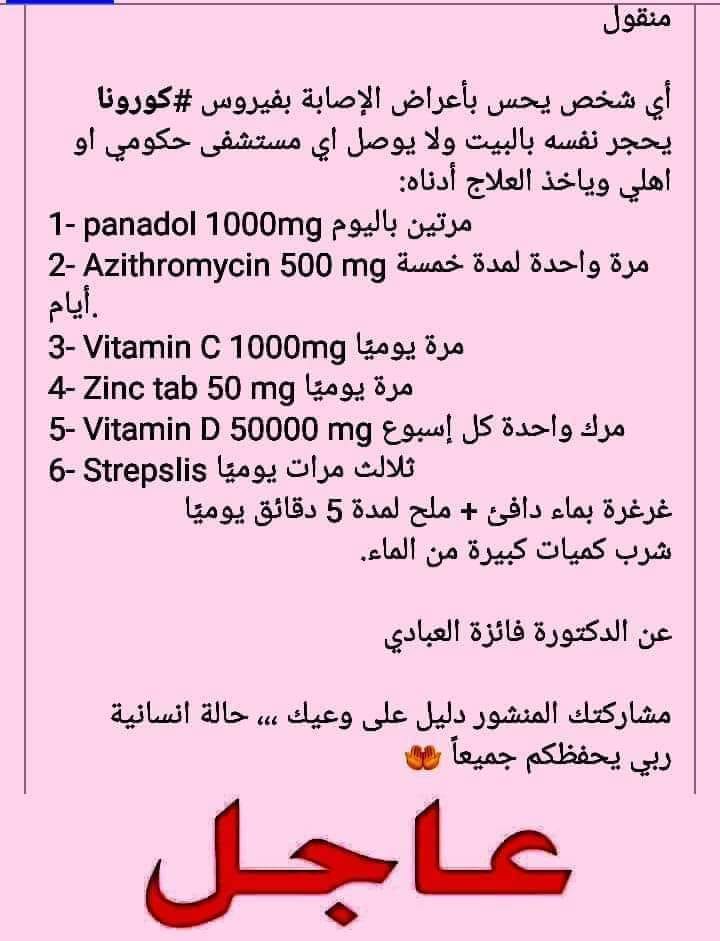 منقول
أي شخص يحس بأعراض الإصابة بفيروس #كورونا
يحجر نفسه بالبيت ولا يوصل اي مستشفى حكومي او
اهلي وياخذ العلاج أدناه:
1- panadol 1000mg مرتين باليوم
2- Azithromycin 500 mg مرة واحدة لمدة خمسة
أيام.
3- Vitamin C 1000mg مرة يوميًا
4- Zinc tab 50 mg مرة يوميًا
5- Vitamin D 50000 mg مرك واحدة كل إسبوع
6- Strepslis ثلالث مرات يوميًا
غرغرة بماء دافئ + ملح لمدة 5 دقائق يوميًا
شرب كميات كبيرة من الماء.
عن الدكتورة فائزة العبادي
مشاركتك المنشور دليل على وعيك ،،، حالة انسانية
ربي يحفظكم جميعاً 🤲
عاجل